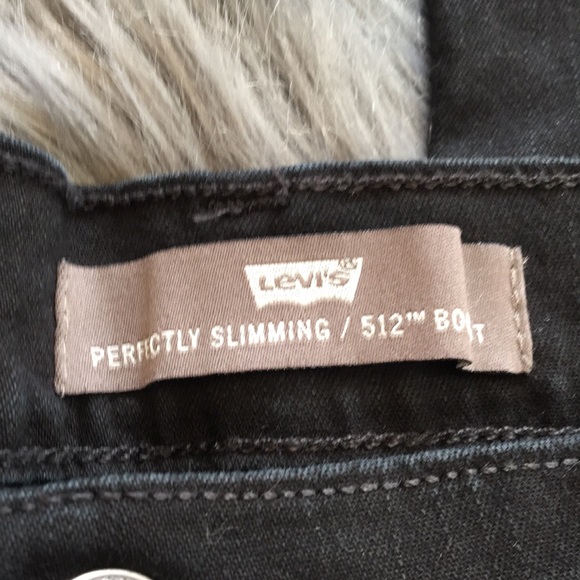 Levi's®
PERFECTLY SLIMMING / 512™